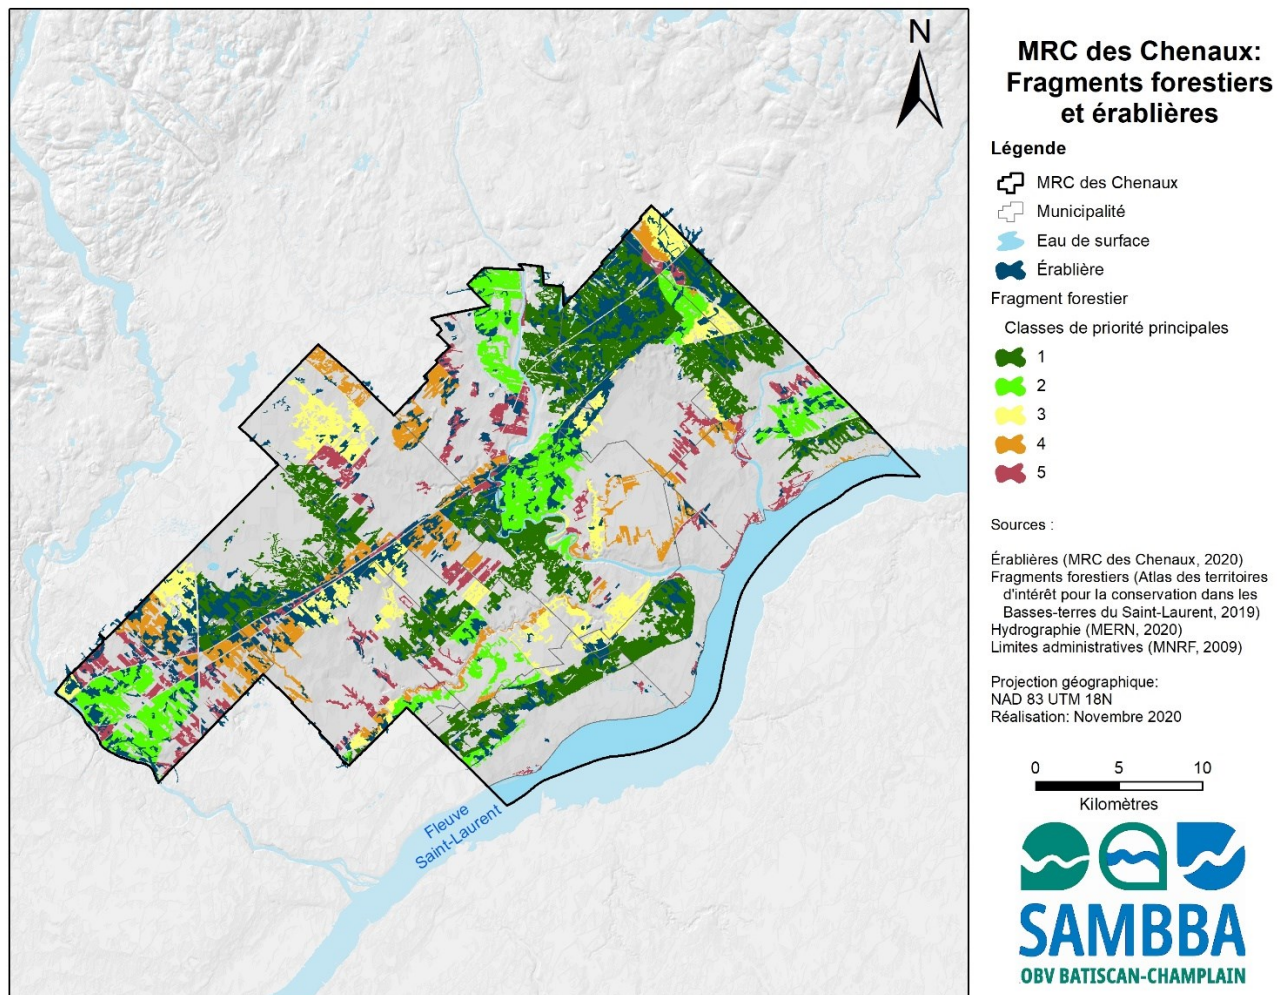 N
Fleuve
Saint-Laurent
MRC des Chenaux:
Fragments forestiers
et érablières
Légende
MRC des Chenaux
Municipalité
Eau de surface
Érablière
Fragment forestier
Classes de priorité principales
1
2
3
4
5
Sources :
Érablières (MRC des Chenaux, 2020)
Fragments forestiers (Atlas des territoires
d'intérêt pour la conservation dans les
Basses-terres du Saint-Laurent, 2019)
Hydrographie (MERN, 2020)
Limites administratives (MNRF, 2009)
Projection géographique:
NAD 83 UTM 18N
Réalisation: Novembre 2020
0 5 10
Kilomètres
SAMBBA
OBV BATISCAN-CHAMPLAIN